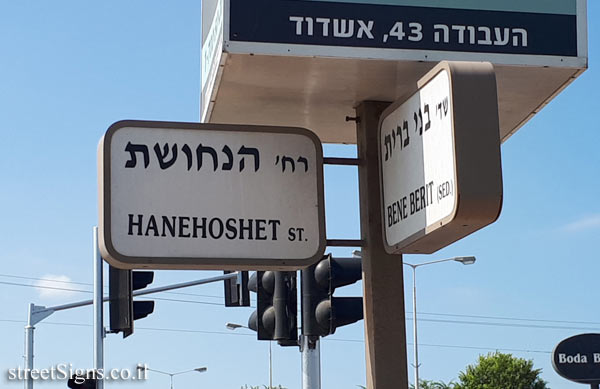 העבודה 43, אשדוד
רח' הנחושת
HANEHOSHET ST.
שד' בני ברית
BENE BERIT (SED.)
Boda B
streetSigns.co.il